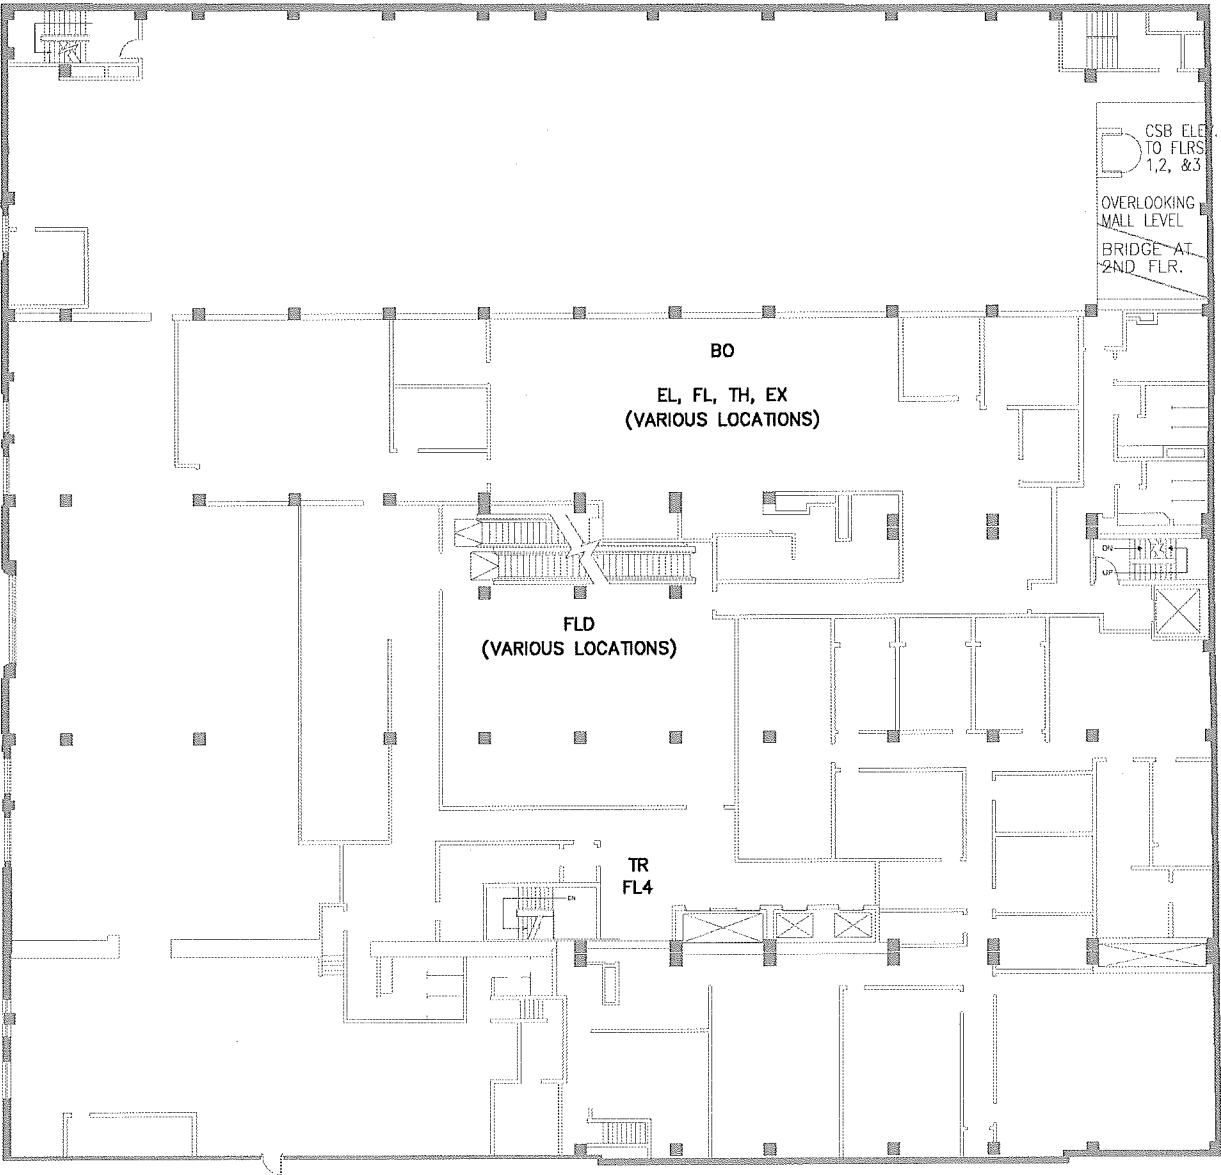 CSB ELEV.
TO FLRS
1,2, &3
OVERLOOKING
MALL LEVEL
BRIDGE AT
2ND FLR.
BO
EL, FL, TH, EX
(VARIOUS LOCATIONS)
DN
UP
FLD
(VARIOUS LOCATIONS)
TR
FL4
DN